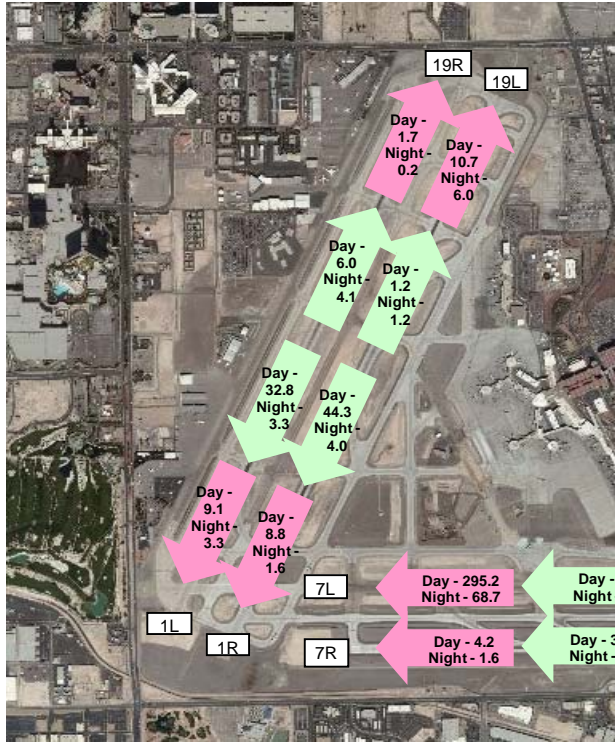 19R
19L
Day -
1.7
Night -
0.2
Day -
10.7
Night -
6.0
Day -
6.0
Night -
4.1
Day -
1.2
Night -
1.2
Day -
32.8
Night -
3.3
Day -
44.3
Night -
4.0
Day -
9.1
Night -
3.3
Day -
8.8
Night -
1.6
7L
Day - 295.2
Night - 68.7
Day -
Night
1L
1R
7R
Day - 4.2
Night - 1.6
Day - 3
Night -